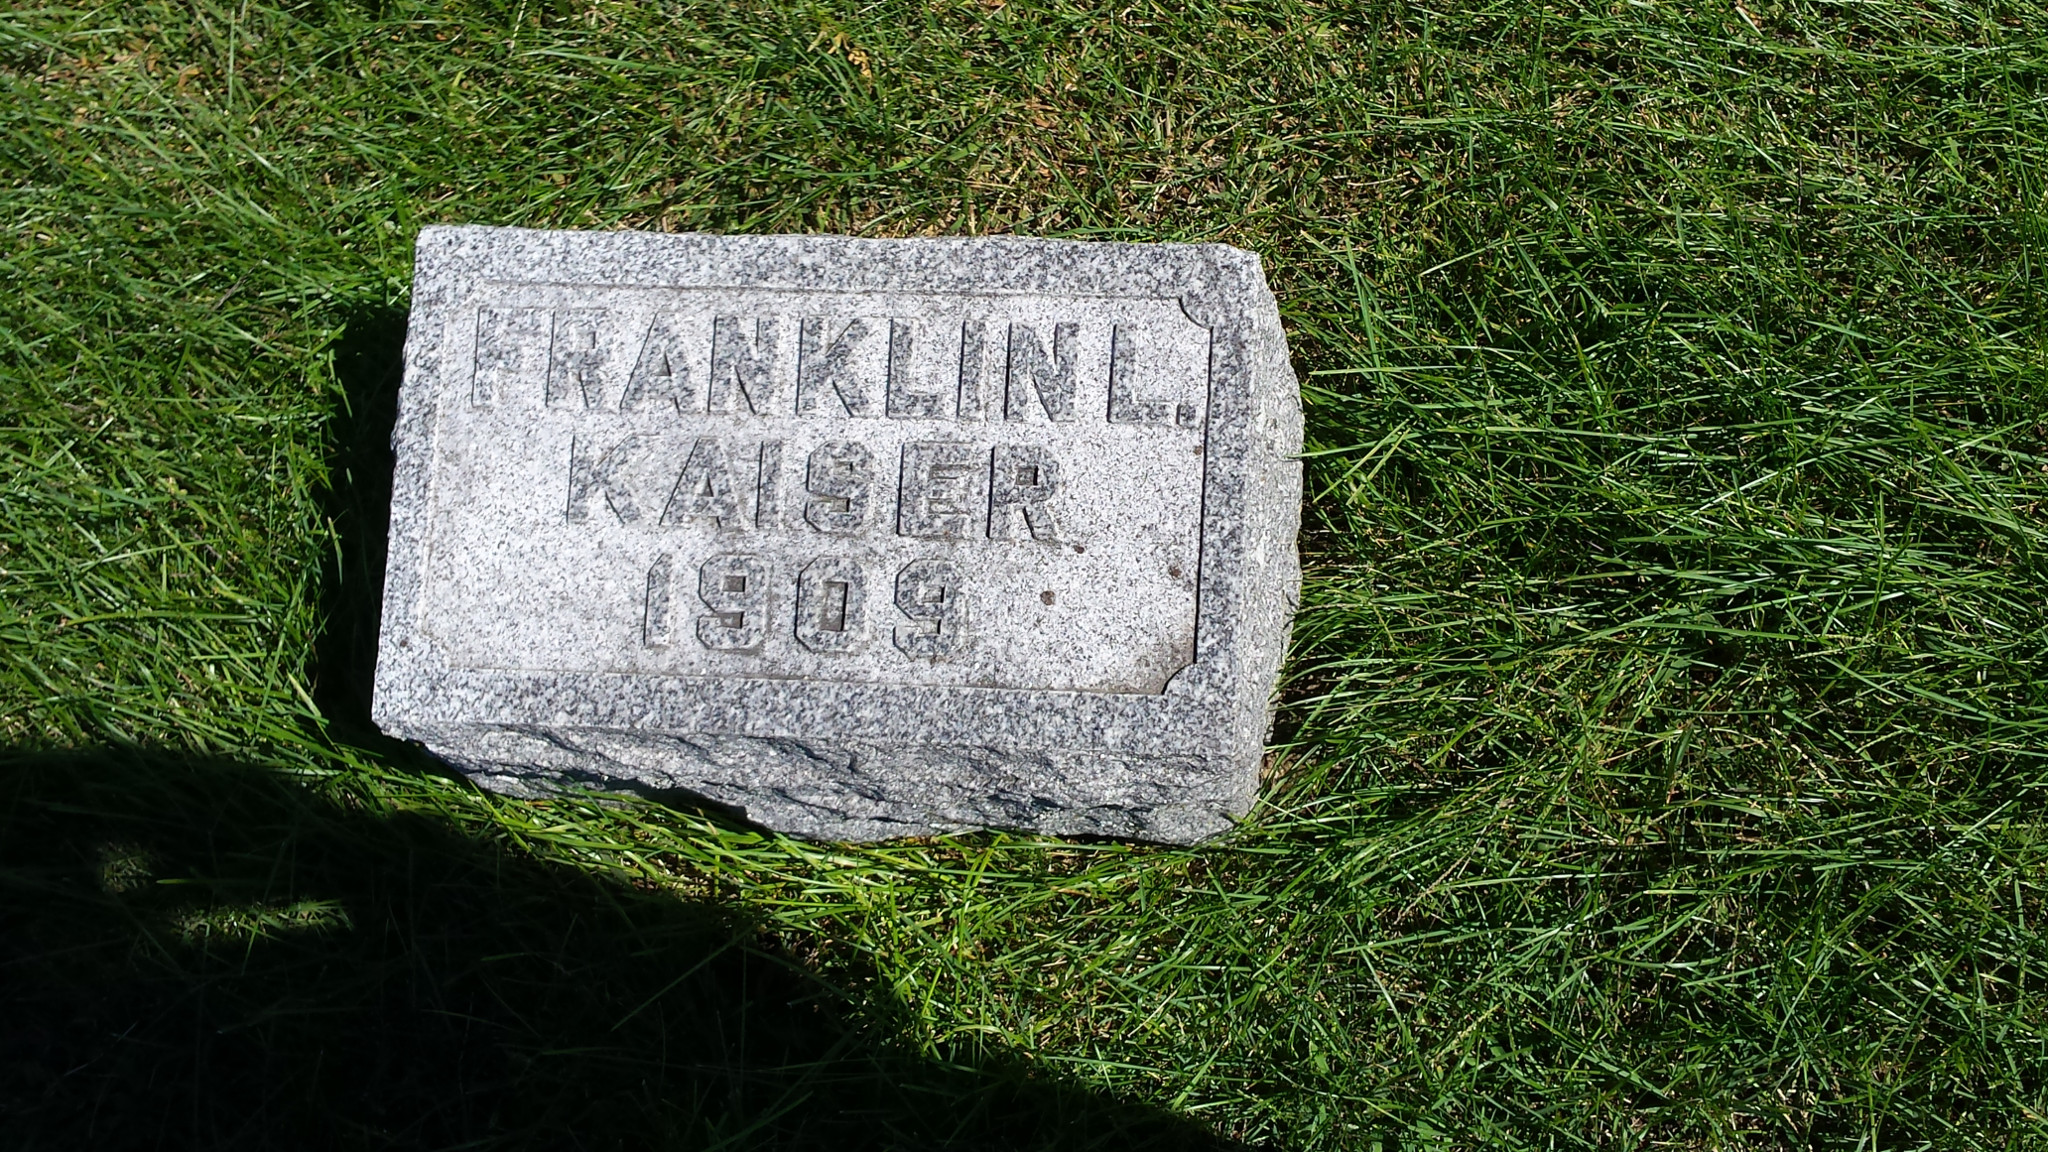 FRANKLIN L.
KAISER
1909